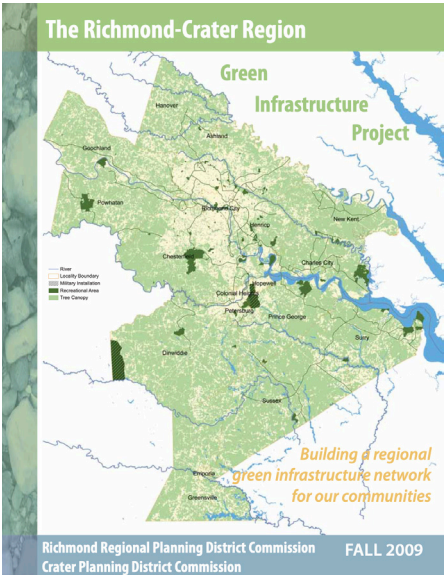 The Richmond-Crater Region
Green
Infrastructure
Project
Hanover
Ashland
Goochland
Powhatan
Richmond City
Henrico
New Kent
Chesterfield
Charles City
Hopewell
Colonial Heights
Petersburg
Prince George
Surry
Dinwiddie
Sussex
Emporia
Greensville
River
Locality Boundary
Military Installation
Recreational Area
Tree Canopy
Building a regional
green infrastructure network
for our communities
Richmond Regional Planning District Commission
FALL 2009
Crater Planning District Commission